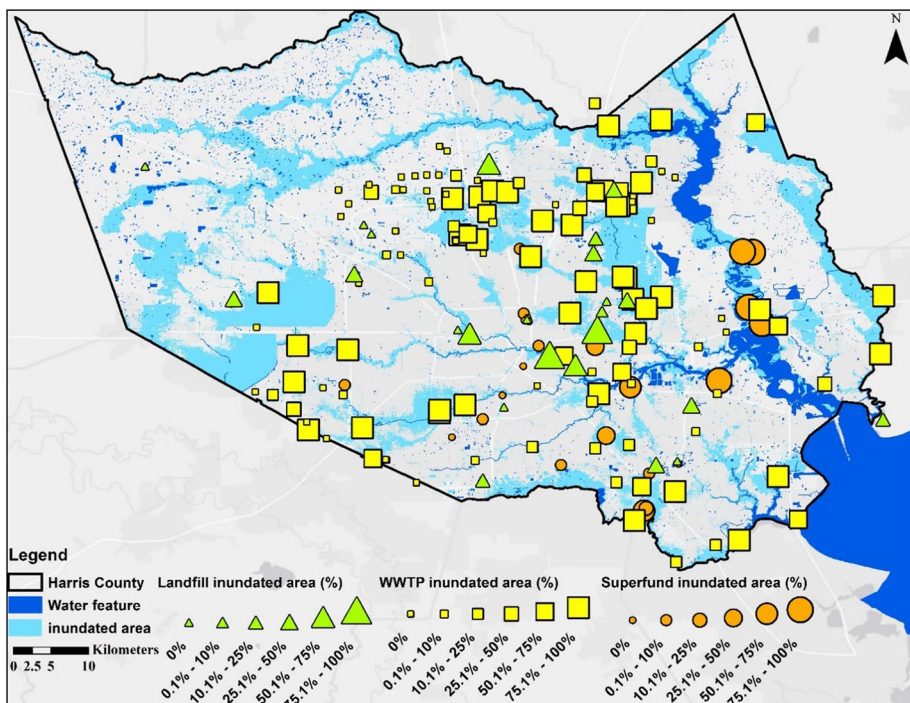 N
Legend
Harris County
Water feature
inundated area
0 2.5 5 10 Kilometers
Landfill inundated area (%)
0%
0.1% - 10%
10.1% - 25%
25.1% - 50%
50.1% - 75%
75.1% - 100%
WWTP inundated area (%)
0%
0.1% - 10%
10.1% - 25%
25.1% - 50%
50.1% - 75%
75.1% - 100%
Superfund inundated area (%)
0%
0.1% - 10%
10.1% - 25%
25.1% - 50%
50.1% - 75%
75.1% - 100%